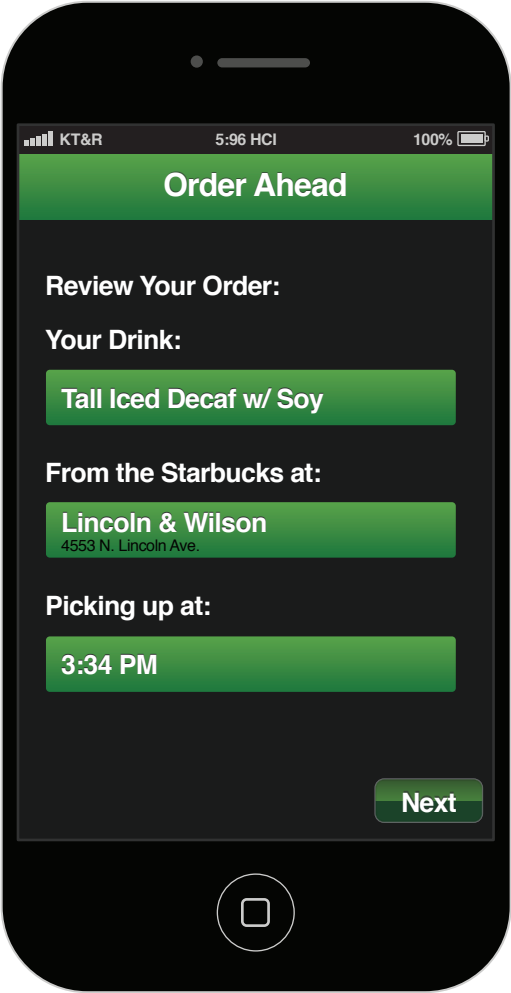 KT&R 5:96 HCI 100%
Order Ahead
Review Your Order:
Your Drink:
Tall Iced Decaf w/ Soy
From the Starbucks at:
Lincoln & Wilson
4553 N. Lincoln Ave.
Picking up at:
3:34 PM
Next